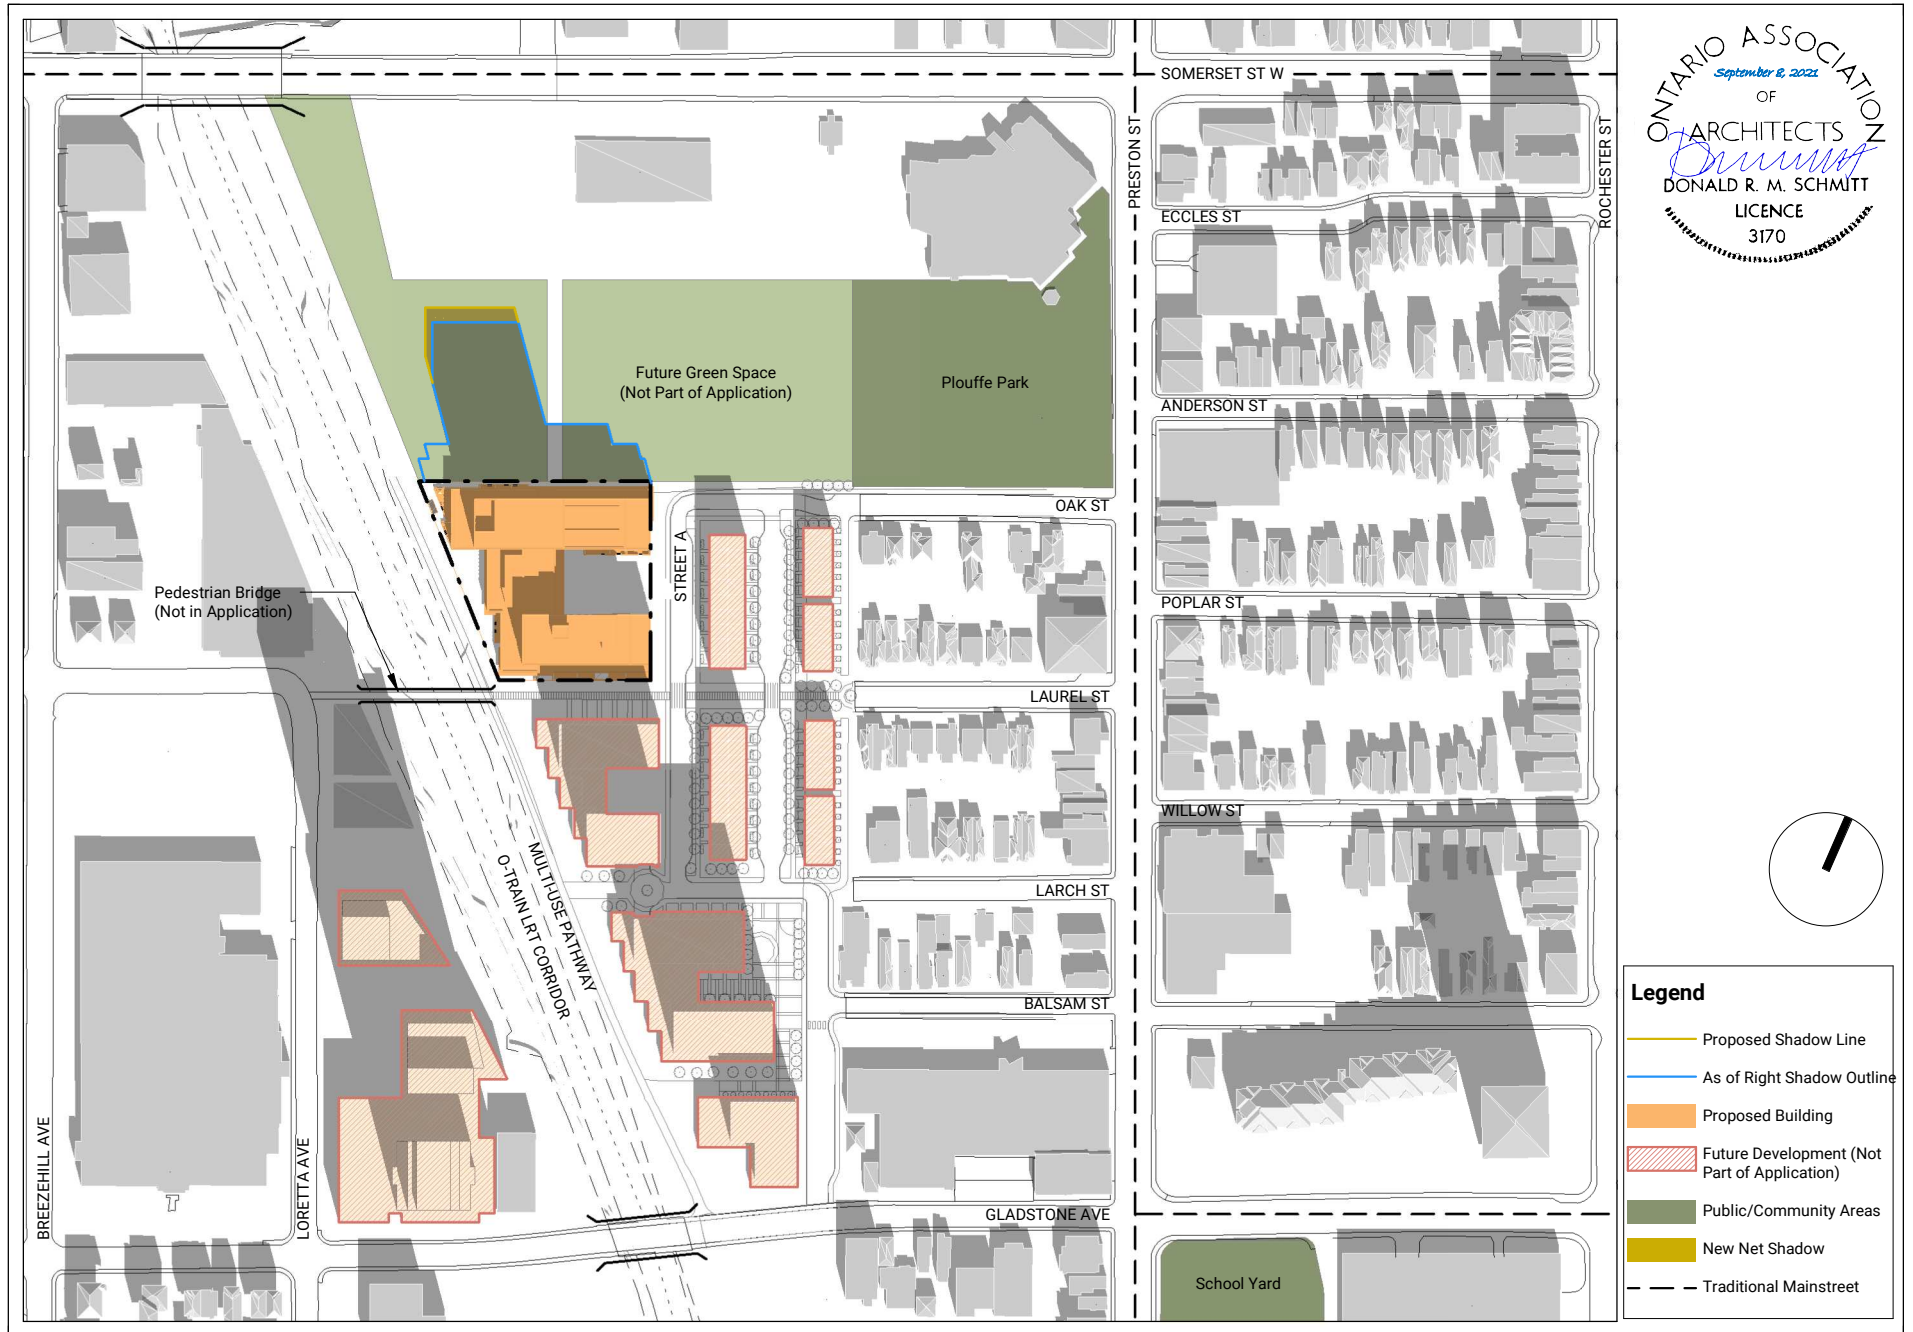 ONTARIO ASSOCIATION
September 8, 2021
OF
ARCHITECTS
DONALD R. M. SCHMITT
LICENCE
3170
SOMERSET ST W
PRESTON ST
ROCHESTER ST
ECCLES ST
Future Green Space
(Not Part of Application)
Plouffe Park
ANDERSON ST
OAK ST
STREET A
Pedestrian Bridge
(Not in Application)
POPLAR ST
LAUREL ST
WILLOW ST
MULTI-USE PATHWAY
O-TRAIN LRT CORRIDOR
LARCH ST
BALSAM ST
BREEZEHILL AVE
LORETTA AVE
GLADSTONE AVE
School Yard
Legend
Proposed Shadow Line
As of Right Shadow Outline
Proposed Building
Future Development (Not
Part of Application)
Public/Community Areas
New Net Shadow
Traditional Mainstreet